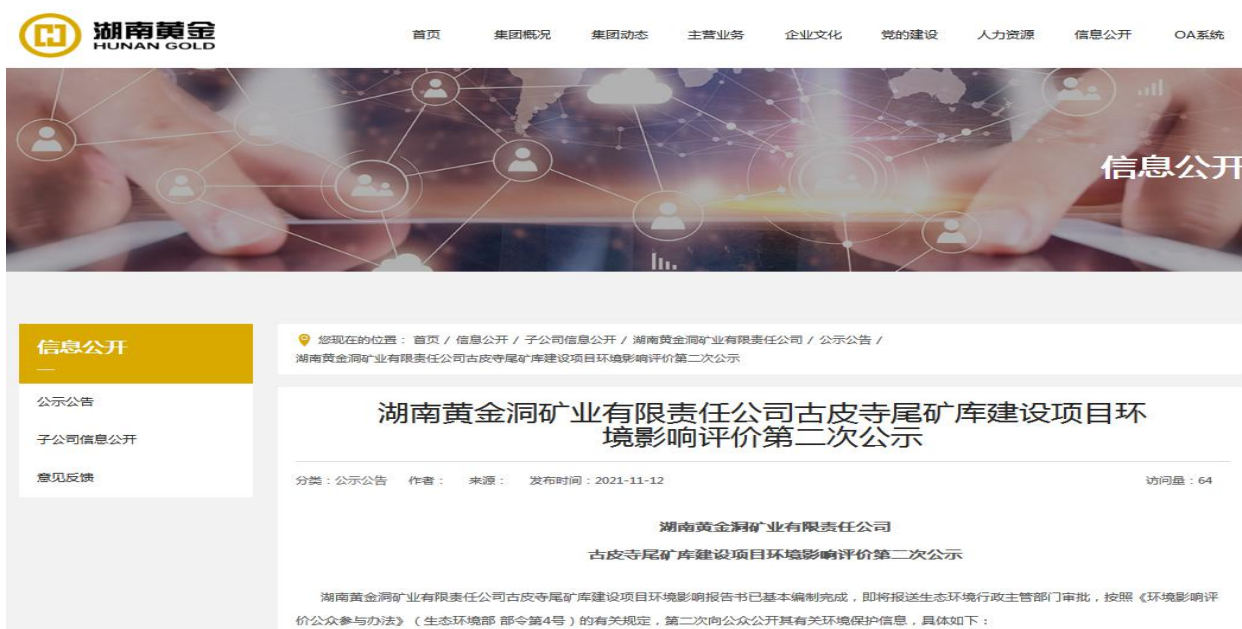 湖南黄金
HUNAN GOLD
首页 集团概况 集团动态 主营业务 企业文化 党的建设 人力资源 信息公开 OA系统
信息公开
信息公开
公示公告
子公司信息公开
意见反馈
您现在的位置：首页 / 信息公开 / 子公司信息公开 / 湖南黄金洞矿业有限责任公司 / 公示公告 /
湖南黄金洞矿业有限责任公司古皮寺尾矿库建设项目环境影响评价第二次公示
湖南黄金洞矿业有限责任公司古皮寺尾矿库建设项目环
境影响评价第二次公示
分类：公示公告 作者： 来源： 发布时间：2021-11-12 访问量：64
湖南黄金洞矿业有限责任公司
古皮寺尾矿库建设项目环境影响评价第二次公示
湖南黄金洞矿业有限责任公司古皮寺尾矿库建设项目环境影响报告书已基本编制完成，即将报送生态环境行政主管部门审批，按照《环境影响评
价公众参与办法》（生态环境部 部令第4号）的有关规定，第二次向公众公开其有关环境保护信息，具体如下：